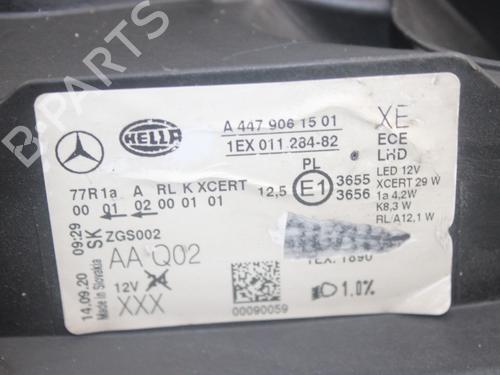 B-PARTS
HELLA
A 447 906 15 01
1EX 011 284-82
XE
ECE
LHD
LED 12V
XCERT 29 W
1a 4,2W
K8,3 W
RL/A12,1 W
PL
E1
3655
3656
12,5
77R1a A RL K XCERT
00 01 02 00 01 01
ZGS002
AA Q02
12V
XXX
14.09.20 09:29
Made in Slovakia SK
00090059
1.0%